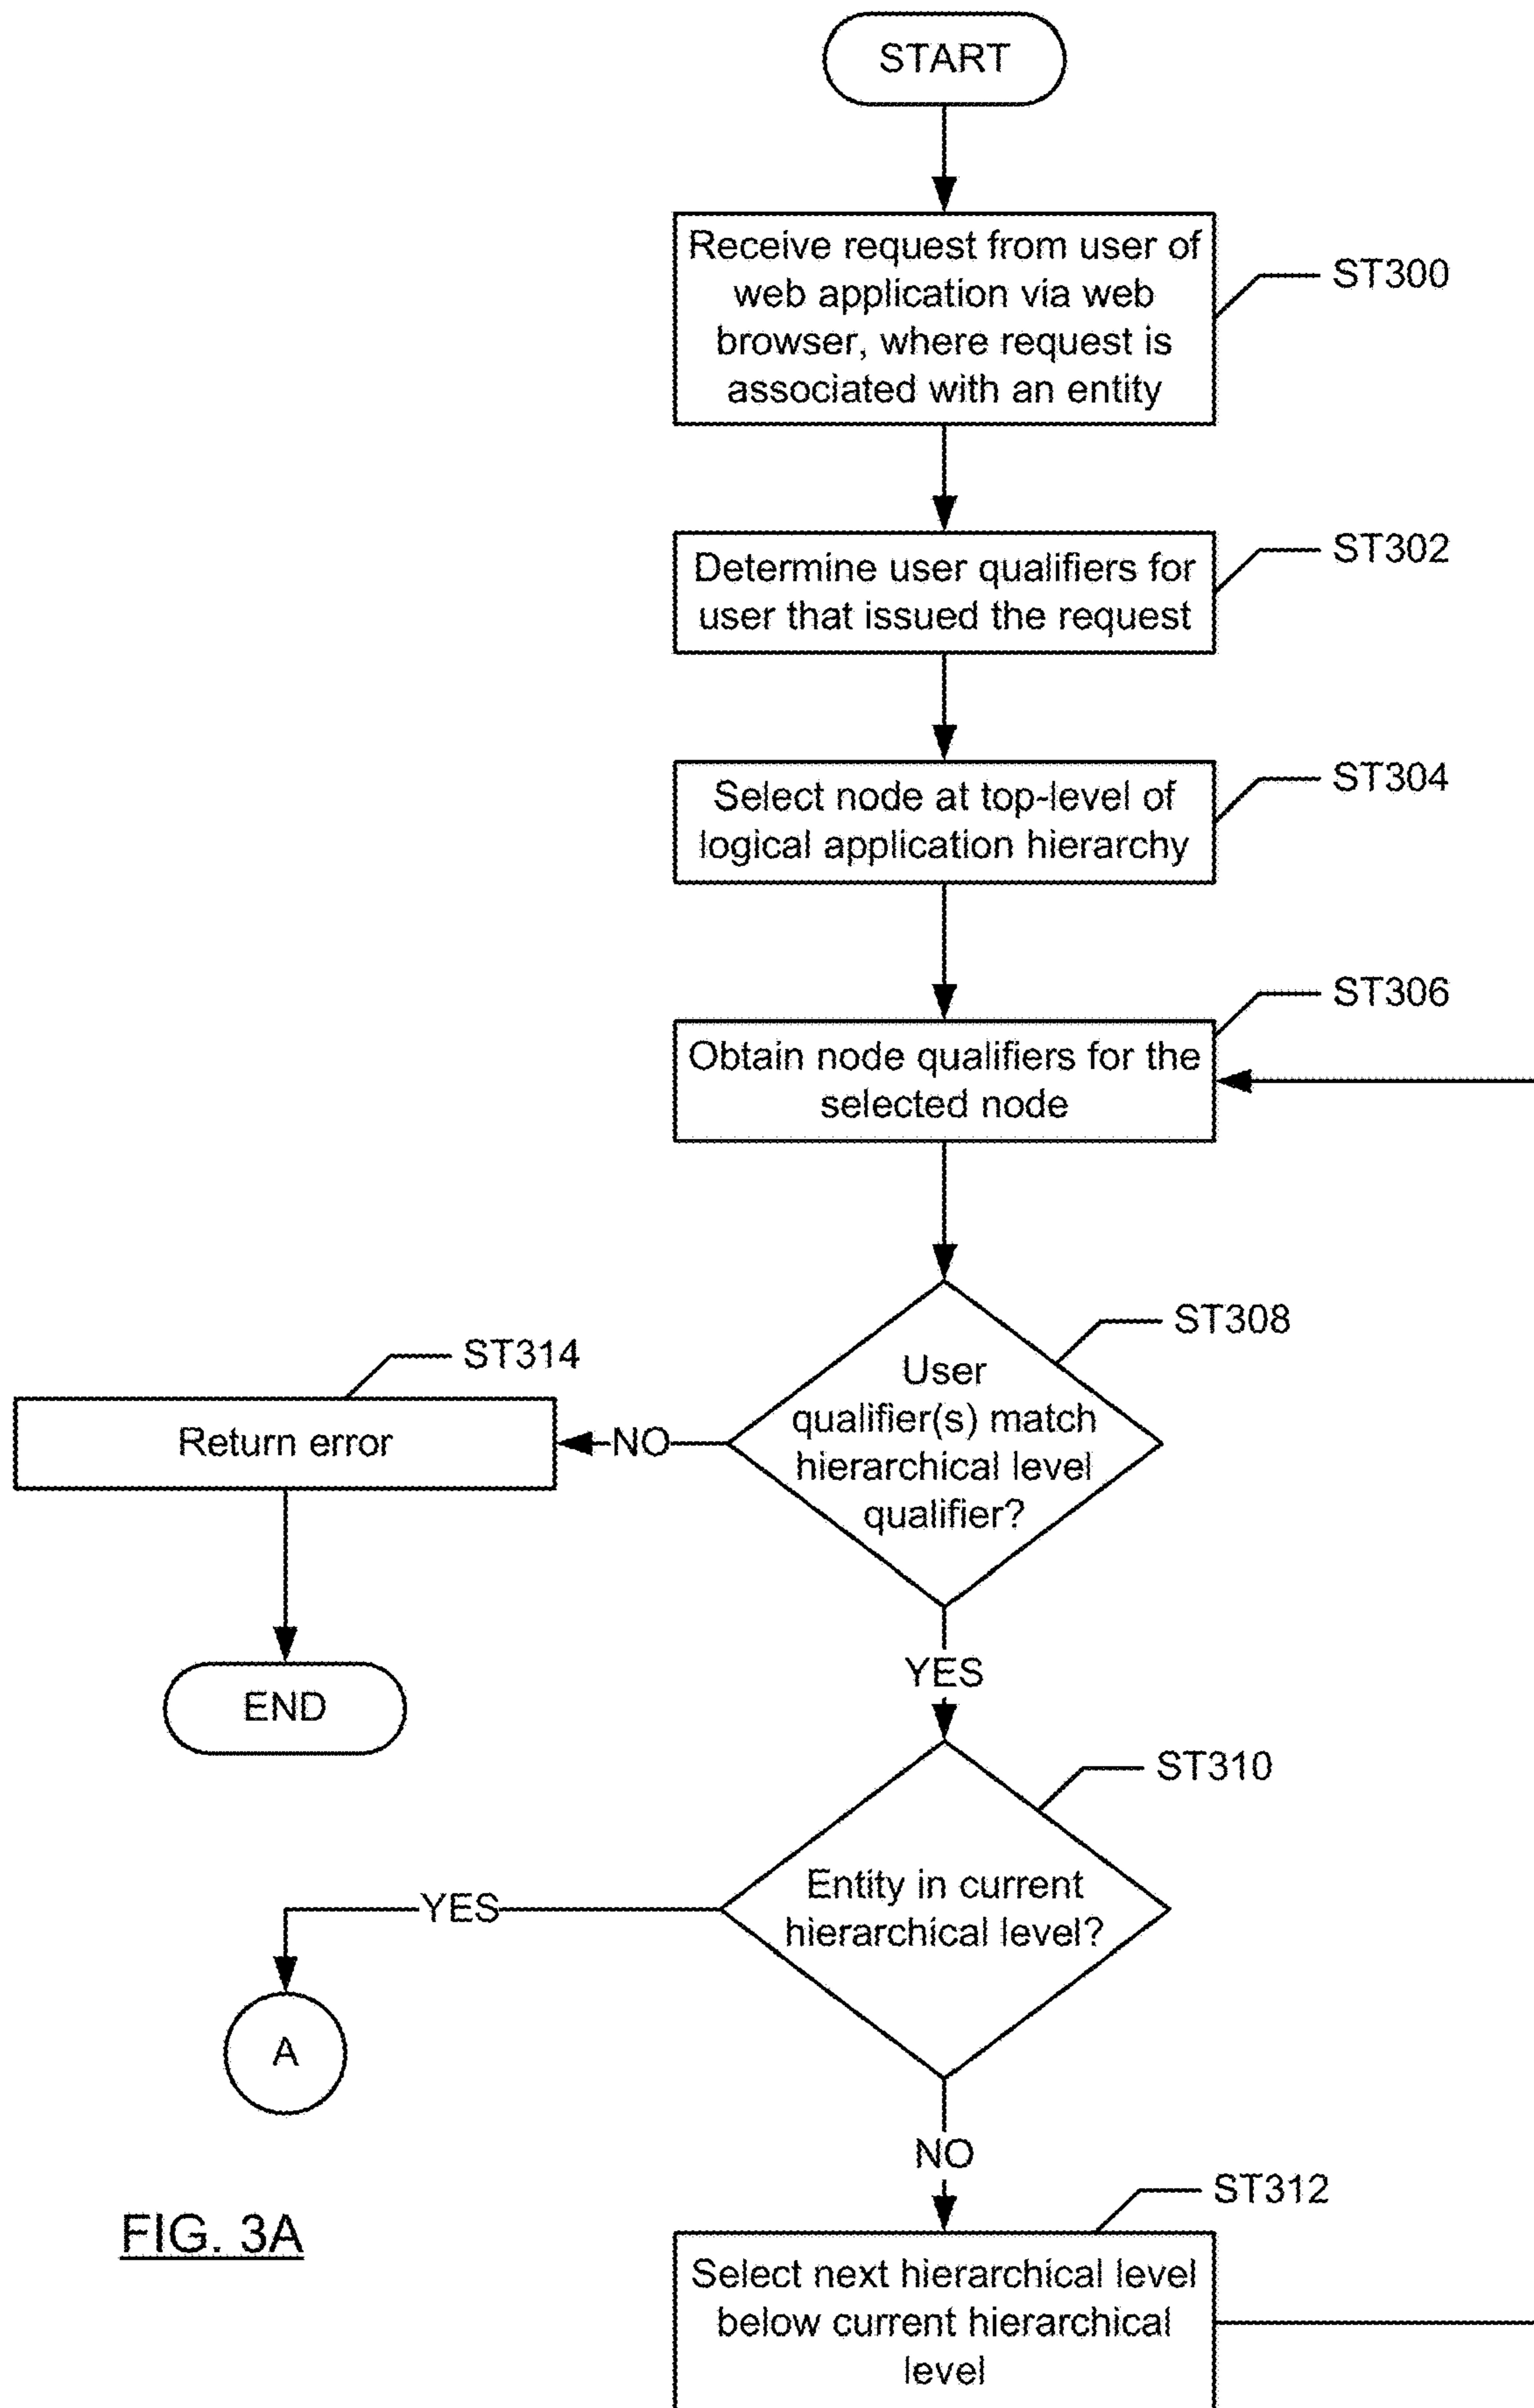 START
Receive request from user of
web application via web
browser, where request is
associated with an entity
ST300
Determine user qualifiers for
user that issued the request
ST302
Select node at top-level of
logical application hierarchy
ST304
Obtain node qualifiers for the
selected node
ST306
User
qualifier(s) match
hierarchical level
qualifier?
ST308
NO
ST314
Return error
END
YES
ST310
Entity in current
hierarchical level?
YES
A
NO
ST312
Select next hierarchical level
below current hierarchical
level
FIG. 3A